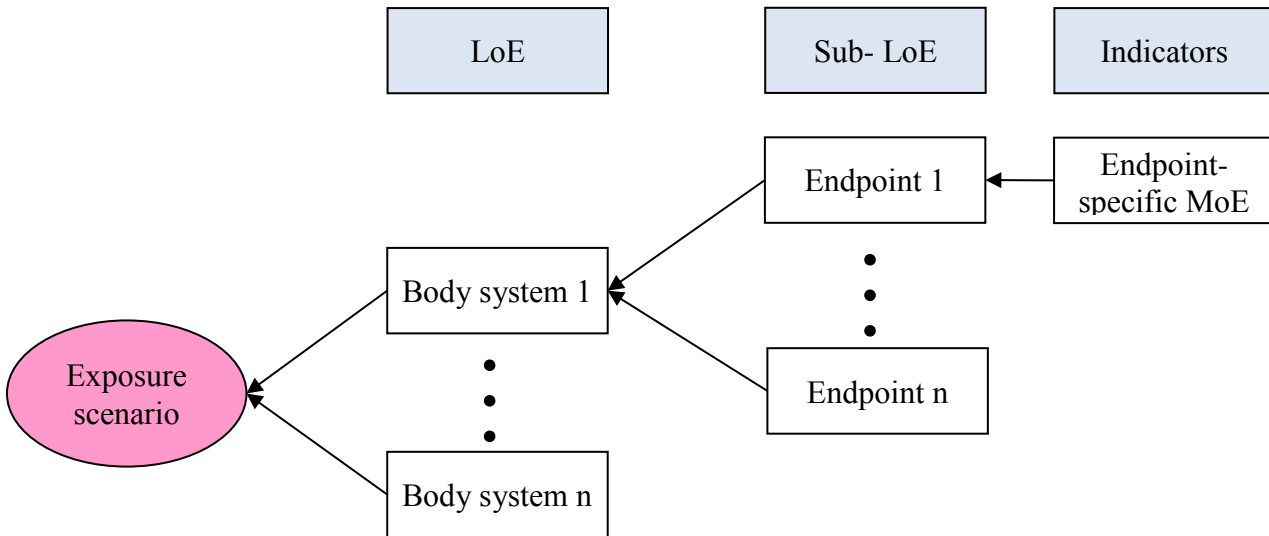 LoE
Sub- LoE
Indicators
Endpoint 1
Endpoint-
specific MoE
Body system 1
Exposure
scenario
Endpoint n
Body system n